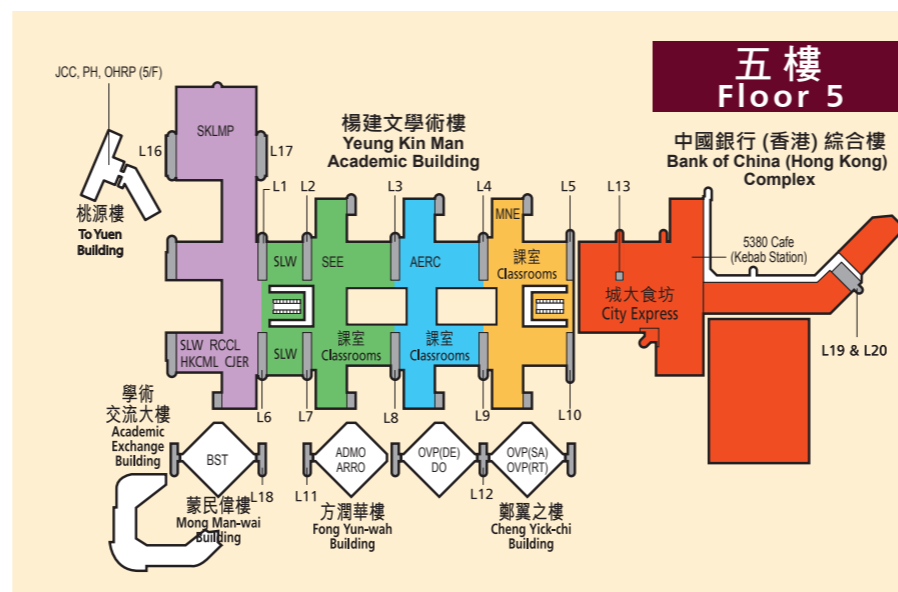 五樓
Floor 5
JCC, PH, OHRP (5/F)
桃源樓
To Yuen
Building
楊建文學術樓
Yeung Kin Man
Academic Building
中國銀行 (香港) 綜合樓
Bank of China (Hong Kong)
Complex
SKLMP
L16
L17
L1
L2
L3
L4
L5
L13
MNE
SLW
SEE
AERC
課室
Classrooms
5380 Cafe
(Kebab Station)
城大食坊
City Express
SLW RCCL
HKCML CJER
SLW
課室
Classrooms
課室
Classrooms
L19 & L20
L6
L7
L8
L9
L10
學術
交流大樓
Academic
Exchange
Building
BST
L18
ADMO
ARRO
L11
OVP(DE)
DO
L12
OVP(SA)
OVP(RT)
蒙民偉樓
Mong Man-wai
Building
方潤華樓
Fong Yun-wah
Building
鄭翼之樓
Cheng Yick-chi
Building